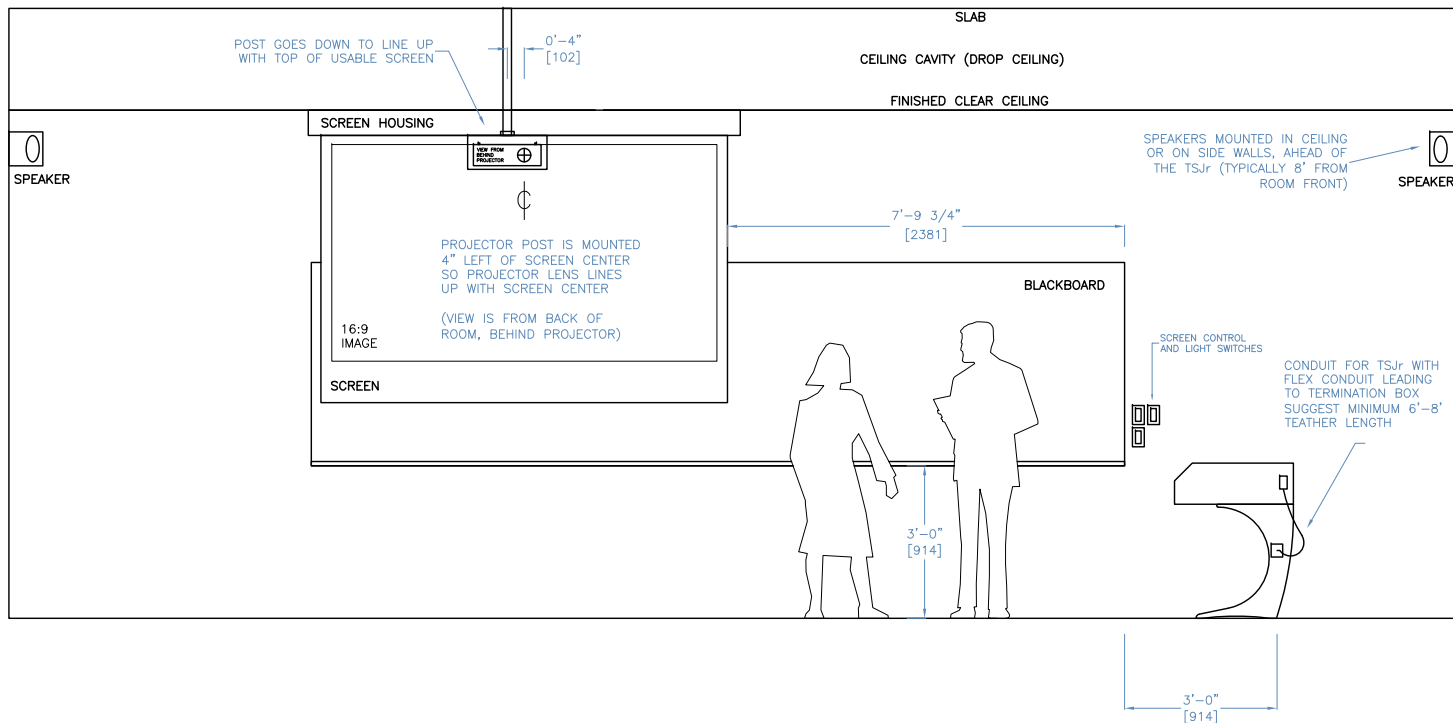 SLAB
POST GOES DOWN TO LINE UP
WITH TOP OF USABLE SCREEN
0'-4"
[102]
CEILING CAVITY (DROP CEILING)
FINISHED CLEAR CEILING
SCREEN HOUSING
VIEW FROM
BEHIND
PROJECTOR
SPEAKER
SPEAKERS MOUNTED IN CEILING
OR ON SIDE WALLS, AHEAD OF
THE TSJr (TYPICALLY 8' FROM
ROOM FRONT)
SPEAKER
7'-9 3/4"
[2381]
PROJECTOR POST IS MOUNTED
4" LEFT OF SCREEN CENTER
SO PROJECTOR LENS LINES
UP WITH SCREEN CENTER
(VIEW IS FROM BACK OF
ROOM, BEHIND PROJECTOR)
BLACKBOARD
16:9
IMAGE
SCREEN
SCREEN CONTROL
AND LIGHT SWITCHES
CONDUIT FOR TSJr WITH
FLEX CONDUIT LEADING
TO TERMINATION BOX
SUGGEST MINIMUM 6'-8'
TEATHER LENGTH
3'-0"
[914]
3'-0"
[914]